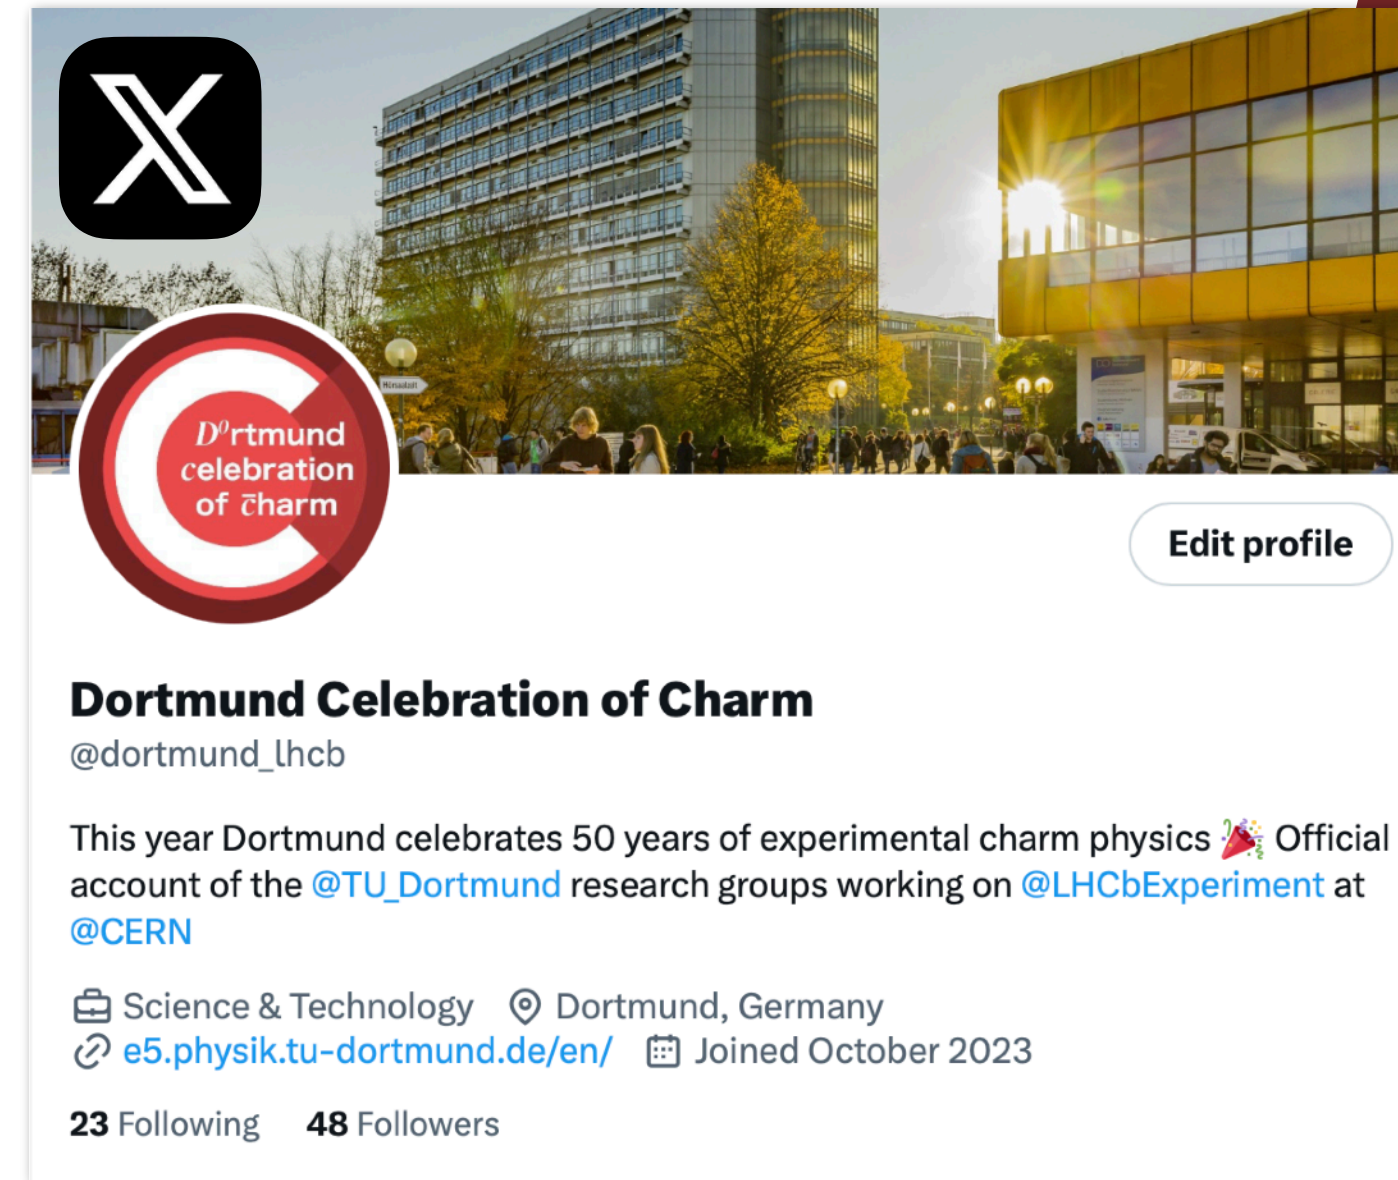 X
Hörsaalstr
D⁰rtmund
celebration
of c̄harm
Edit profile
Dortmund Celebration of Charm
@dortmund_lhcb
This year Dortmund celebrates 50 years of experimental charm physics 🎉 Official
account of the @TU_Dortmund research groups working on @LHCbExperiment at
@CERN
Science & Technology Dortmund, Germany
e5.physik.tu-dortmund.de/en/ Joined October 2023
23 Following 48 Followers